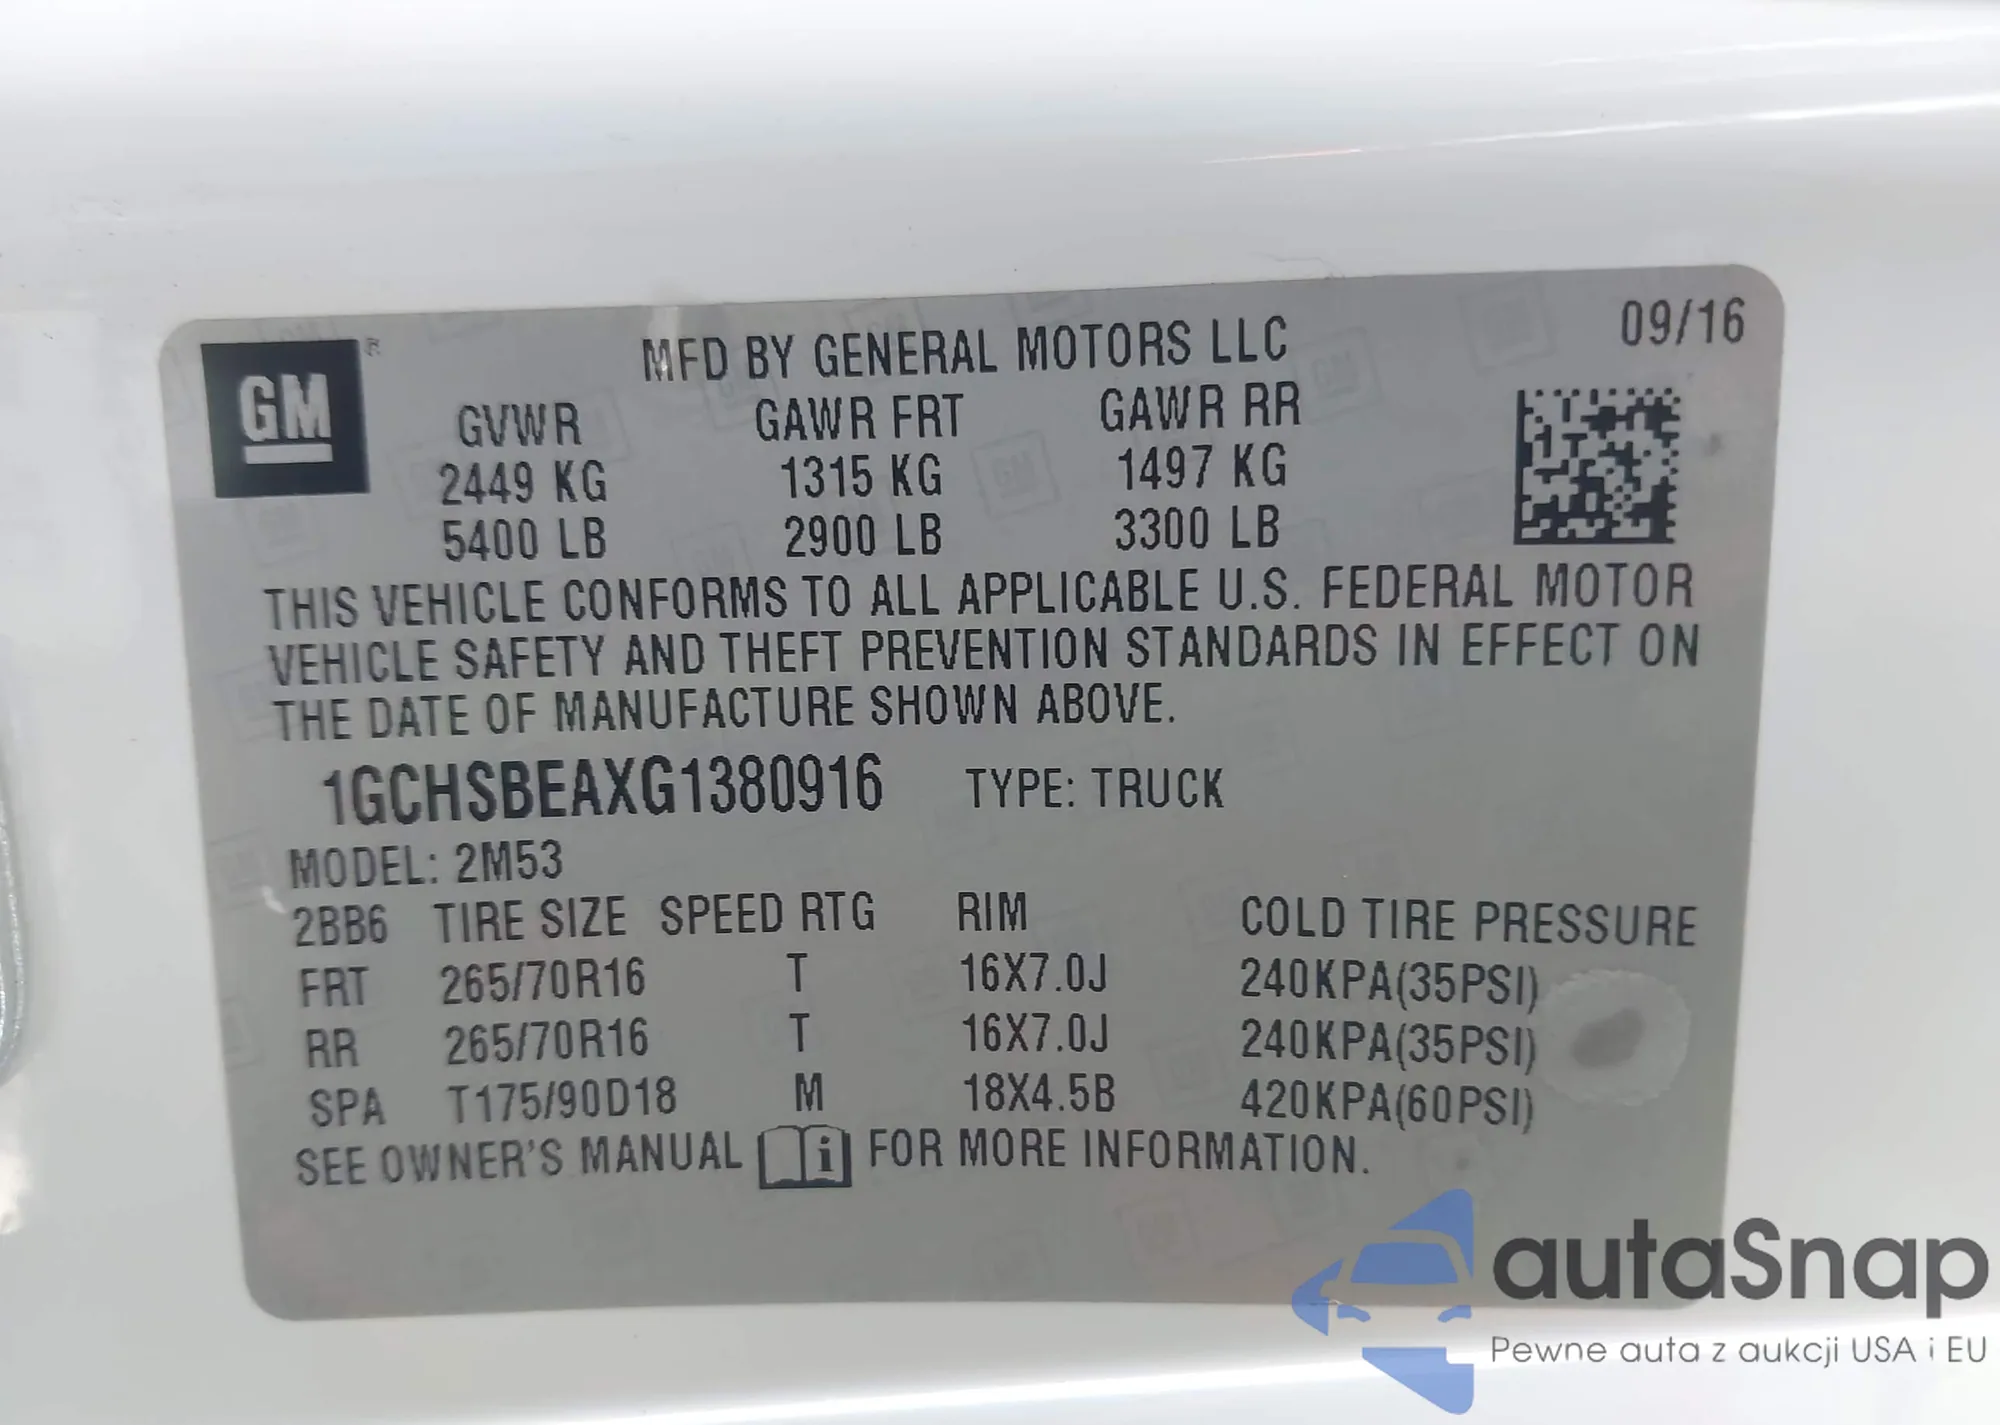 09/16
GM ®
MFD BY GENERAL MOTORS LLC
GVWR GAWR FRT GAWR RR
2449 KG 1315 KG 1497 KG
5400 LB 2900 LB 3300 LB
THIS VEHICLE CONFORMS TO ALL APPLICABLE U.S. FEDERAL MOTOR
VEHICLE SAFETY AND THEFT PREVENTION STANDARDS IN EFFECT ON
THE DATE OF MANUFACTURE SHOWN ABOVE.
1GCHSBEAXG1380916 TYPE: TRUCK
MODEL: 2M53
2BB6 TIRE SIZE SPEED RTG RIM COLD TIRE PRESSURE
FRT 265/70R16 T 16X7.0J 240KPA(35PSI)
RR 265/70R16 T 16X7.0J 240KPA(35PSI)
SPA T175/90D18 M 18X4.5B 420KPA(60PSI)
SEE OWNER'S MANUAL i FOR MORE INFORMATION.
autaSnap
Pewne auta z aukcji USA i EU